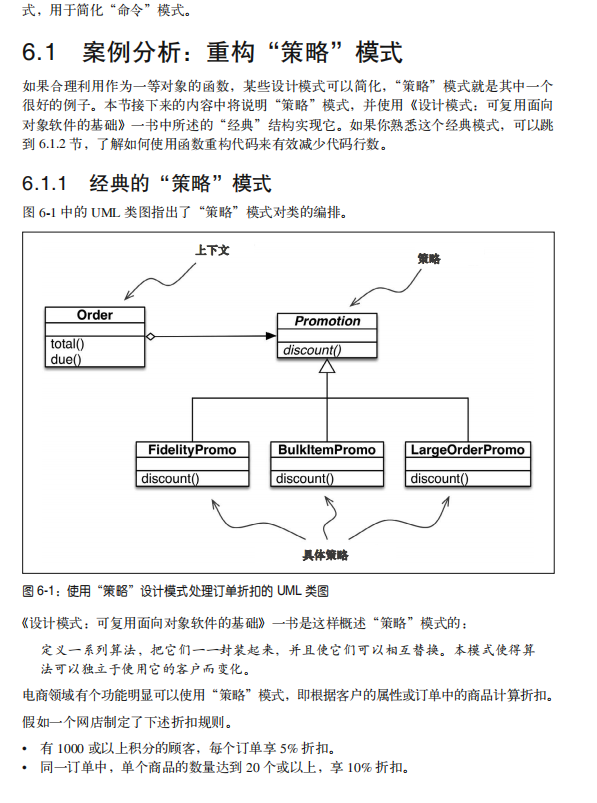 式，用于简化“命令”模式。
6.1 案例分析：重构“策略”模式
如果合理利用作为一等对象的函数，某些设计模式可以简化，“策略”模式就是其中一个
很好的例子。本节接下来的内容中将说明“策略”模式，并使用《设计模式：可复用面向
对象软件的基础》一书中所述的“经典”结构实现它。如果你熟悉这个经典模式，可以跳
到 6.1.2 节，了解如何使用函数重构代码来有效减少代码行数。
6.1.1 经典的“策略”模式
图 6-1 中的 UML 类图指出了“策略”模式对类的编排。
上下文
策略
Order
total()
due()
Promotion
discount()
FidelityPromo
discount()
BulkItemPromo
discount()
LargeOrderPromo
discount()
具体策略
图 6-1：使用“策略”设计模式处理订单折扣的 UML 类图
《设计模式：可复用面向对象软件的基础》一书是这样概述“策略”模式的：
定义一系列算法，把它们一一封装起来，并且使它们可以相互替换。本模式使得算
法可以独立于使用它的客户而变化。
电商领域有个功能明显可以使用“策略”模式，即根据客户的属性或订单中的商品计算折扣。
假如一个网店制定了下述折扣规则。
• 有 1000 或以上积分的顾客，每个订单享 5% 折扣。
• 同一订单中，单个商品的数量达到 20 个或以上，享 10% 折扣。